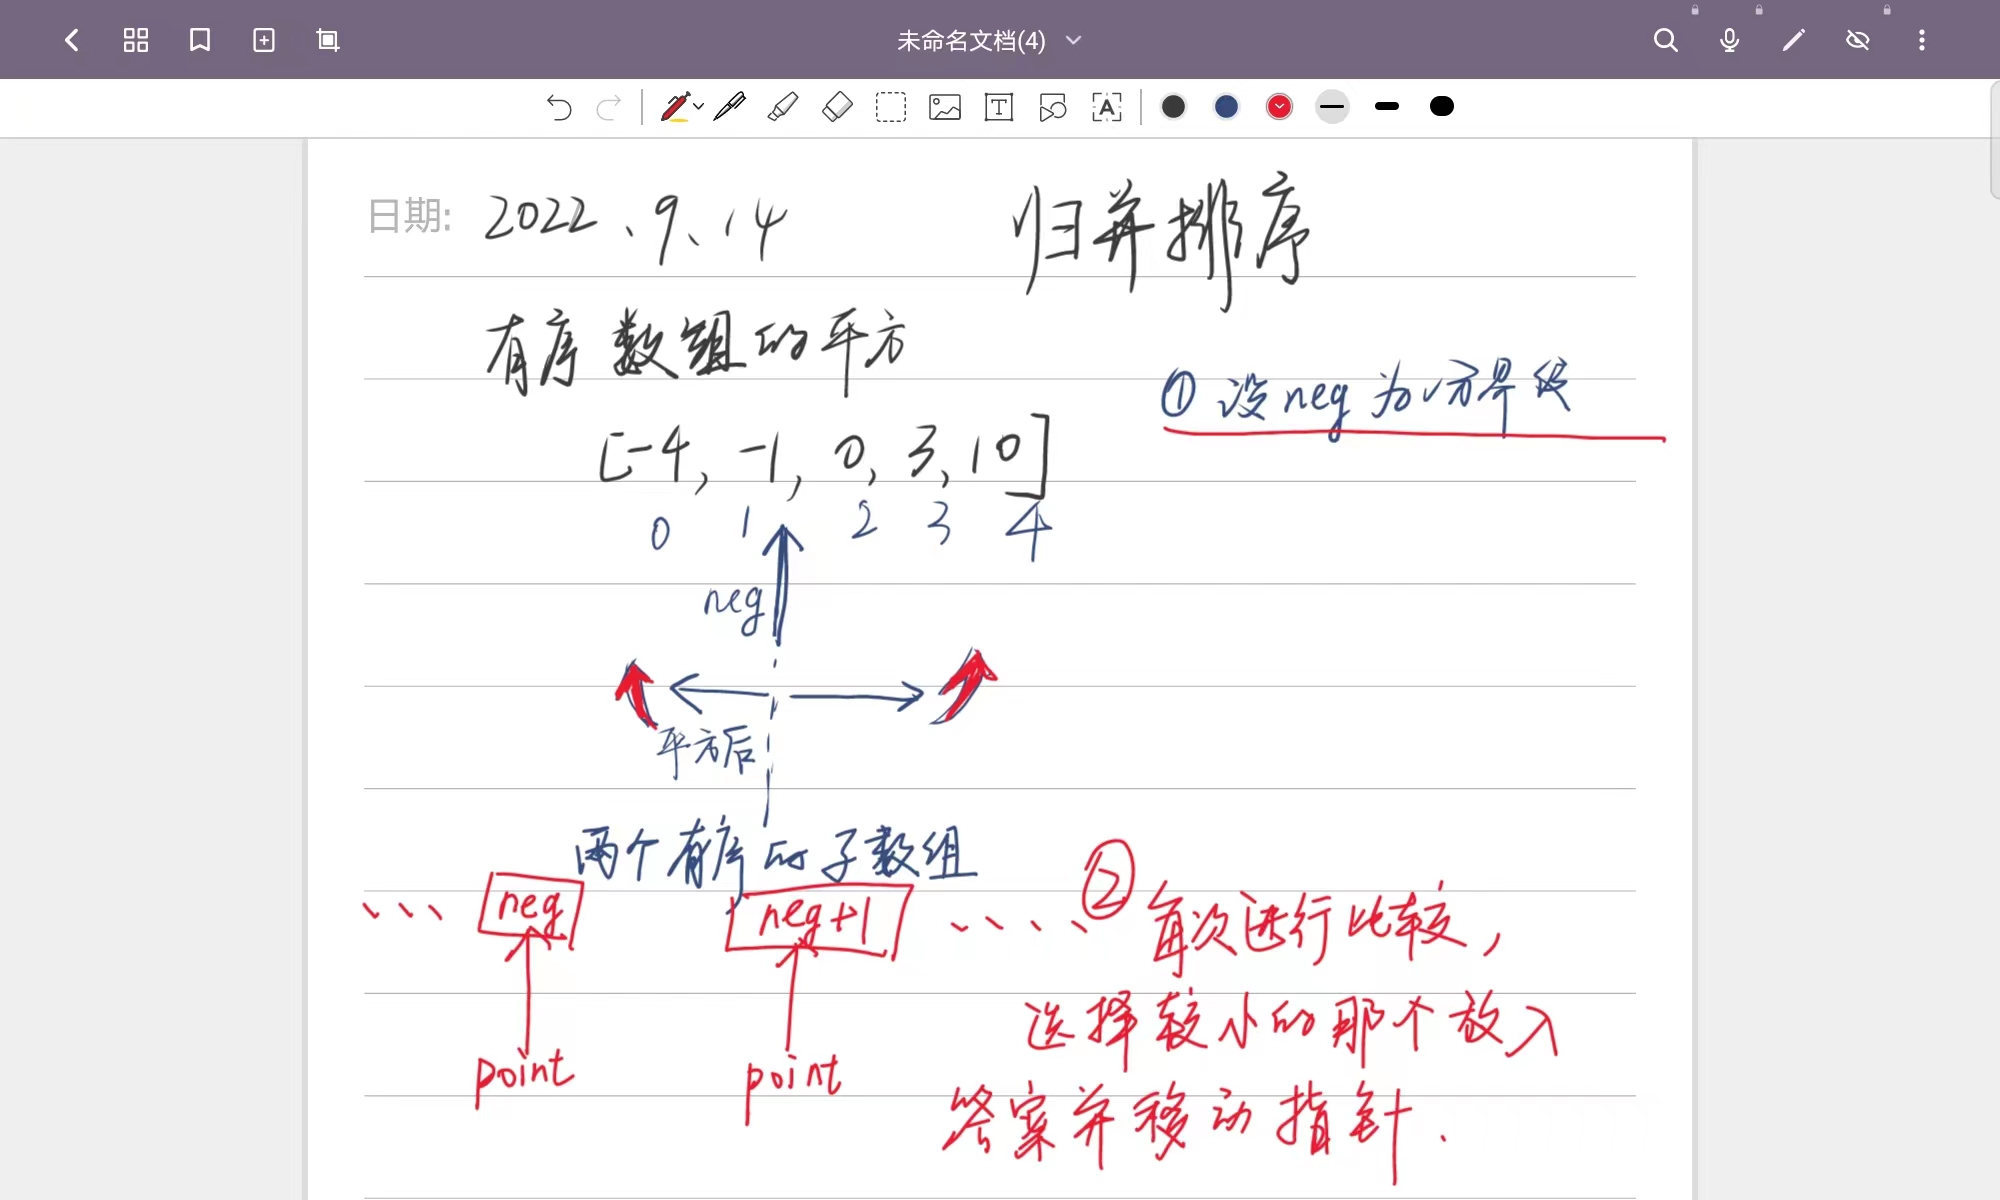 未命名文档(4)
日期: 2022、9、14
归并排序
有序数组的平方
① 设neg为分界线
[-4, -1, 0, 3, 10]
0 1 2 3 4
neg
平方后
两个有序的子数组
... neg neg+1 ....
point point
② 每次进行比较,
选择较小的那个放入
答案并移动指针.